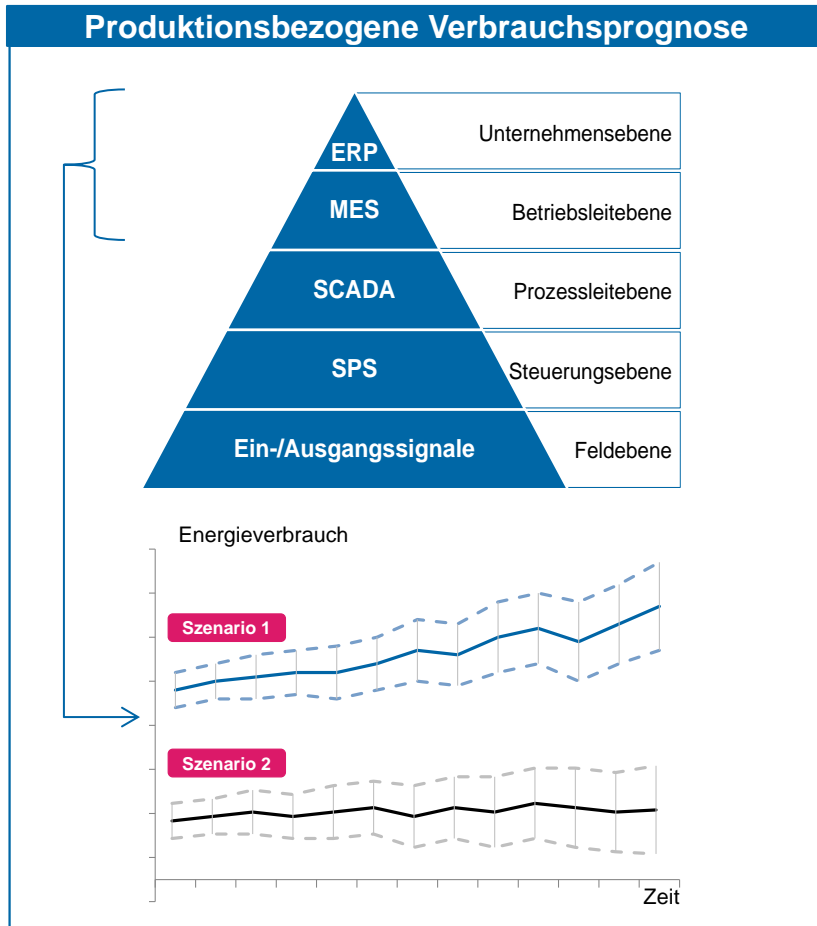 Produktionsbezogene Verbrauchsprognose
ERP
Unternehmensebene
MES
Betriebsleitebene
SCADA
Prozessleitebene
SPS
Steuerungsebene
Ein-/Ausgangssignale
Feldebene
Energieverbrauch
Szenario 1
Szenario 2
Zeit